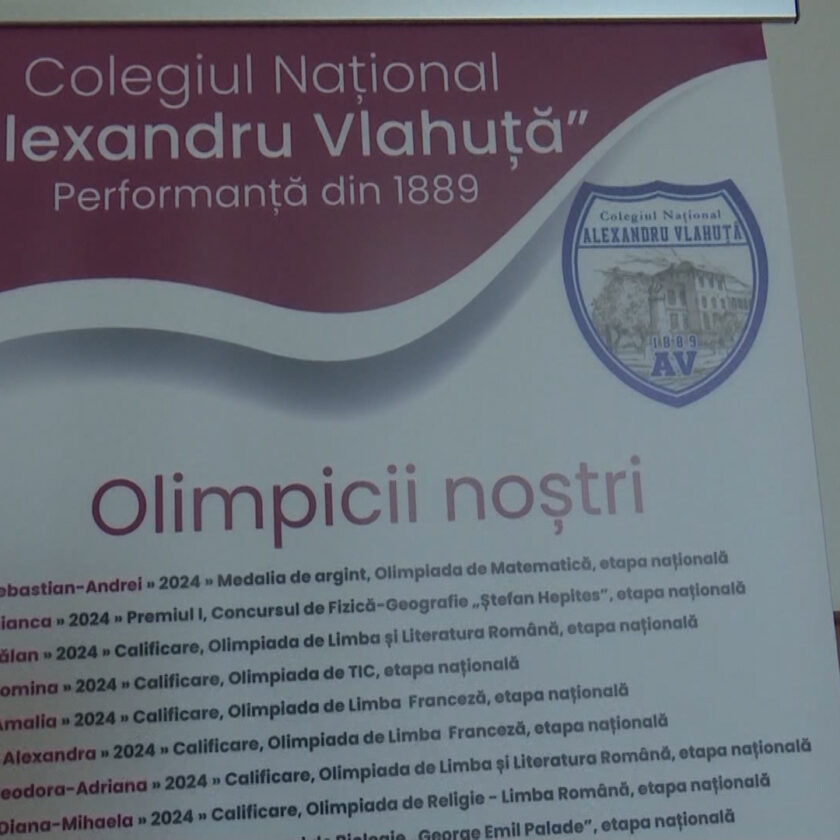 Colegiul Național
lexandru Vlahuță”
Performanță din 1889
Colegiul Național
ALEXANDRU VLAHUȚĂ
1889
AV
Olimpicii noștri
ebastian-Andrei » 2024 » Medalia de argint, Olimpiada de Matematică, etapa națională
ianca » 2024 » Premiul I, Concursul de Fizică-Geografie „Ștefan Hepites”, etapa națională
ălan » 2024 » Calificare, Olimpiada de Limba și Literatura Română, etapa națională
omina » 2024 » Calificare, Olimpiada de TIC, etapa națională
Amalia » 2024 » Calificare, Olimpiada de Limba Franceză, etapa națională
Alexandra » 2024 » Calificare, Olimpiada de Limba Franceză, etapa națională
eodora-Adriana » 2024 » Calificare, Olimpiada de Limba și Literatura Română, etapa națională
Diana-Mihaela » 2024 » Calificare, Olimpiada de Religie - Limba Română, etapa națională
de Biologie „George Emil Palade”, etapa națională